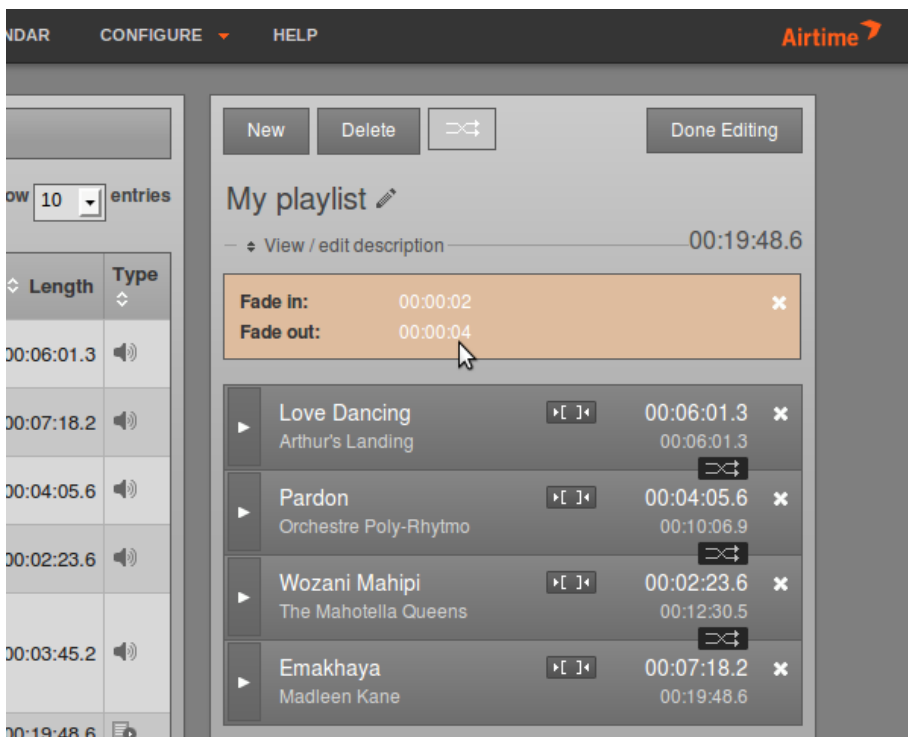 NDAR CONFIGURE HELP Airtime
New Delete Done Editing
ow 10 entries
My playlist
View / edit description 00:19:48.6
Length Type
Fade in: 00:00:02
Fade out: 00:00:04
00:06:01.3
00:07:18.2
00:04:05.6
00:02:23.6
00:03:45.2
00:19:48.6
Love Dancing 00:06:01.3
Arthur's Landing 00:06:01.3
Pardon 00:04:05.6
Orchestre Poly-Rhytmo 00:10:06.9
Wozani Mahipi 00:02:23.6
The Mahotella Queens 00:12:30.5
Emakhaya 00:07:18.2
Madleen Kane 00:19:48.6